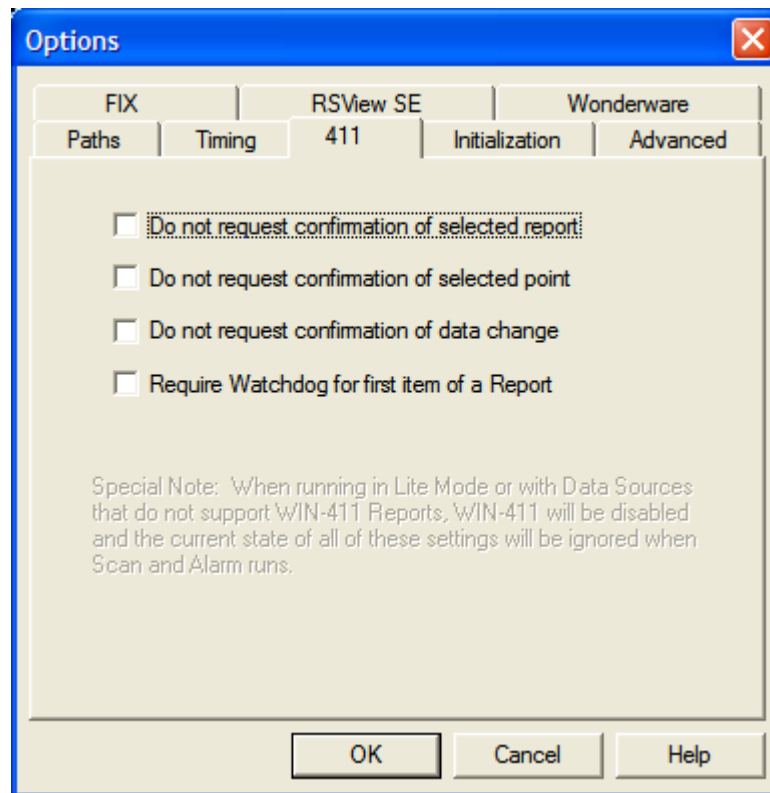 Options
FIX RSView SE Wonderware
Paths Timing 411 Initialization Advanced
Do not request confirmation of selected report
Do not request confirmation of selected point
Do not request confirmation of data change
Require Watchdog for first item of a Report
Special Note: When running in Lite Mode or with Data Sources
that do not support WIN-411 Reports, WIN-411 will be disabled
and the current state of all of these settings will be ignored when
Scan and Alarm runs.
OK Cancel Help